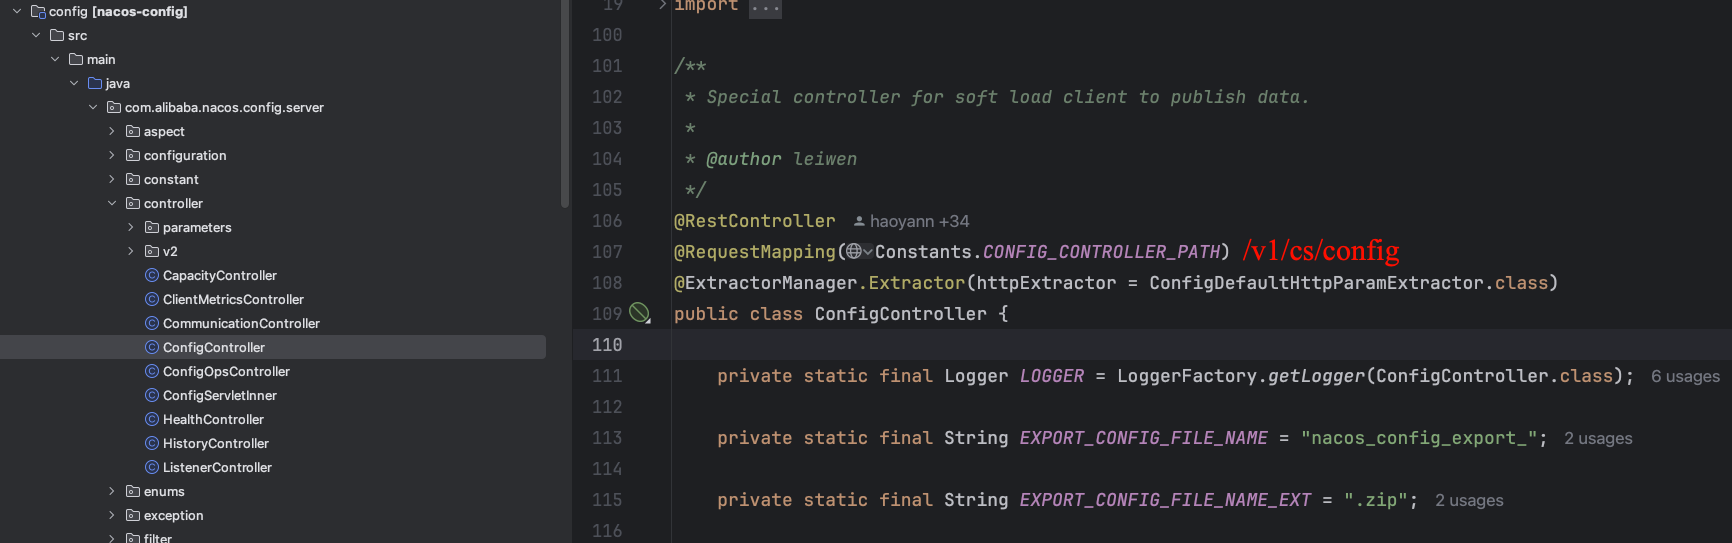 config [nacos-config]
src
main
java
com.alibaba.nacos.config.server
aspect
configuration
constant
controller
parameters
v2
CapacityController
ClientMetricsController
CommunicationController
ConfigController
ConfigOpsController
ConfigServletInner
HealthController
HistoryController
ListenerController
enums
exception
filter
19 import ...
100
101 /**
102 * Special controller for soft load client to publish data.
103 *
104 * @author leiwen
105 */
106 @RestController haoyann +34
107 @RequestMapping(Constants.CONFIG_CONTROLLER_PATH) /v1/cs/config
108 @ExtractorManager.Extractor(httpExtractor = ConfigDefaultHttpParamExtractor.class)
109 public class ConfigController {
110
111 private static final Logger LOGGER = LoggerFactory.getLogger(ConfigController.class); 6 usages
112
113 private static final String EXPORT_CONFIG_FILE_NAME = "nacos_config_export_"; 2 usages
114
115 private static final String EXPORT_CONFIG_FILE_NAME_EXT = ".zip"; 2 usages
116